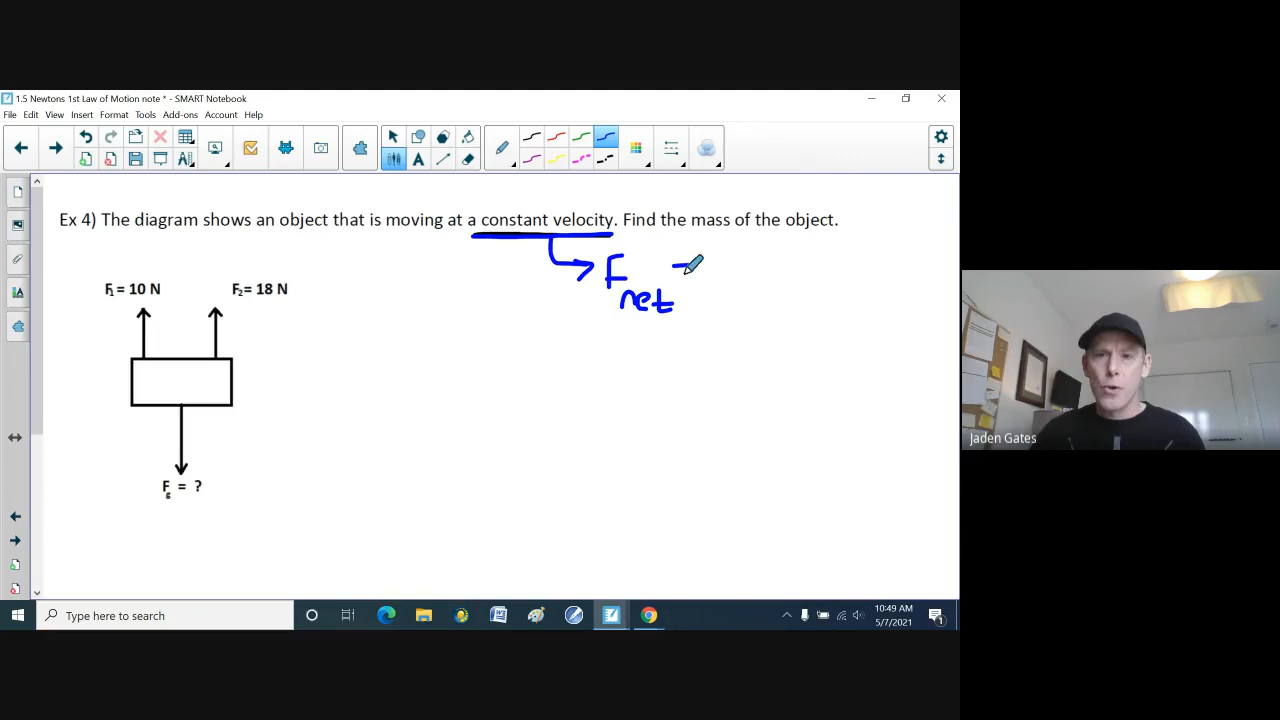 1.5 Newtons 1st Law of Motion note * - SMART Notebook
File Edit View Insert Format Tools Add-ons Account Help
Ex 4) The diagram shows an object that is moving at a constant velocity. Find the mass of the object.
F net
F1 = 10 N F2= 18 N
Fg = ?
Jaden Gates
Type here to search
10:49 AM
5/7/2021
1